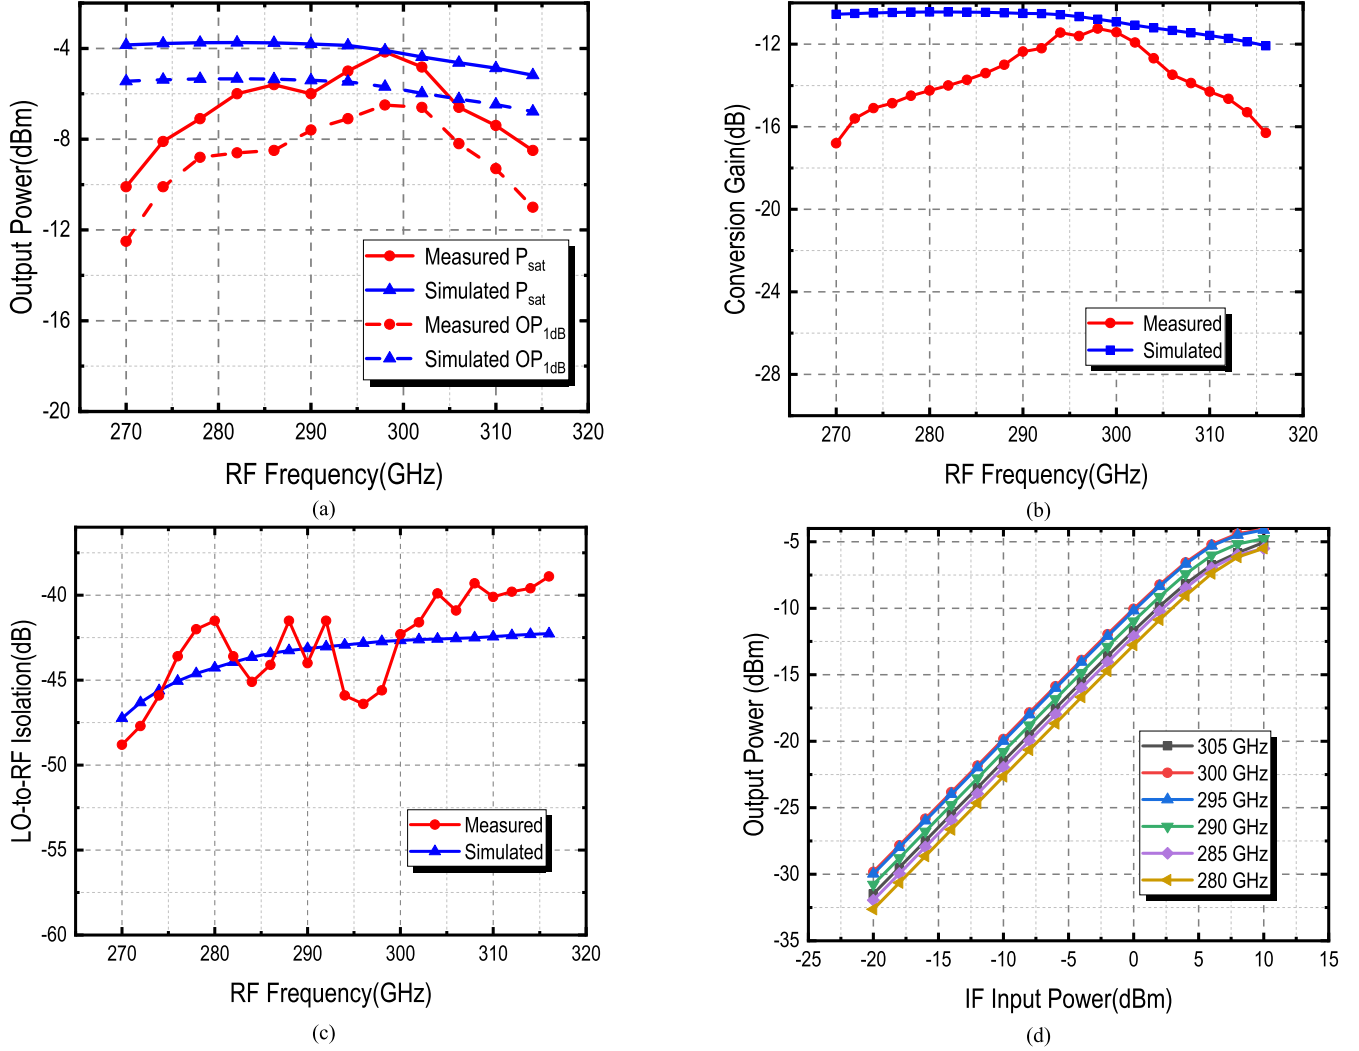 -4
-8
-12
-16
-20
Output Power(dBm)
Measured Psat
Simulated Psat
Measured OP1dB
Simulated OP1dB
270 280 290 300 310 320
RF Frequency(GHz)
(a)
-12
-16
-20
-24
-28
Conversion Gain(dB)
Measured
Simulated
270 280 290 300 310 320
RF Frequency(GHz)
(b)
-40
-45
-50
-55
-60
LO-to-RF Isolation(dB)
Measured
Simulated
270 280 290 300 310 320
RF Frequency(GHz)
(c)
-5
-10
-15
-20
-25
-30
-35
Output Power (dBm)
305 GHz
300 GHz
295 GHz
290 GHz
285 GHz
280 GHz
-25 -20 -15 -10 -5 0 5 10 15
IF Input Power(dBm)
(d)